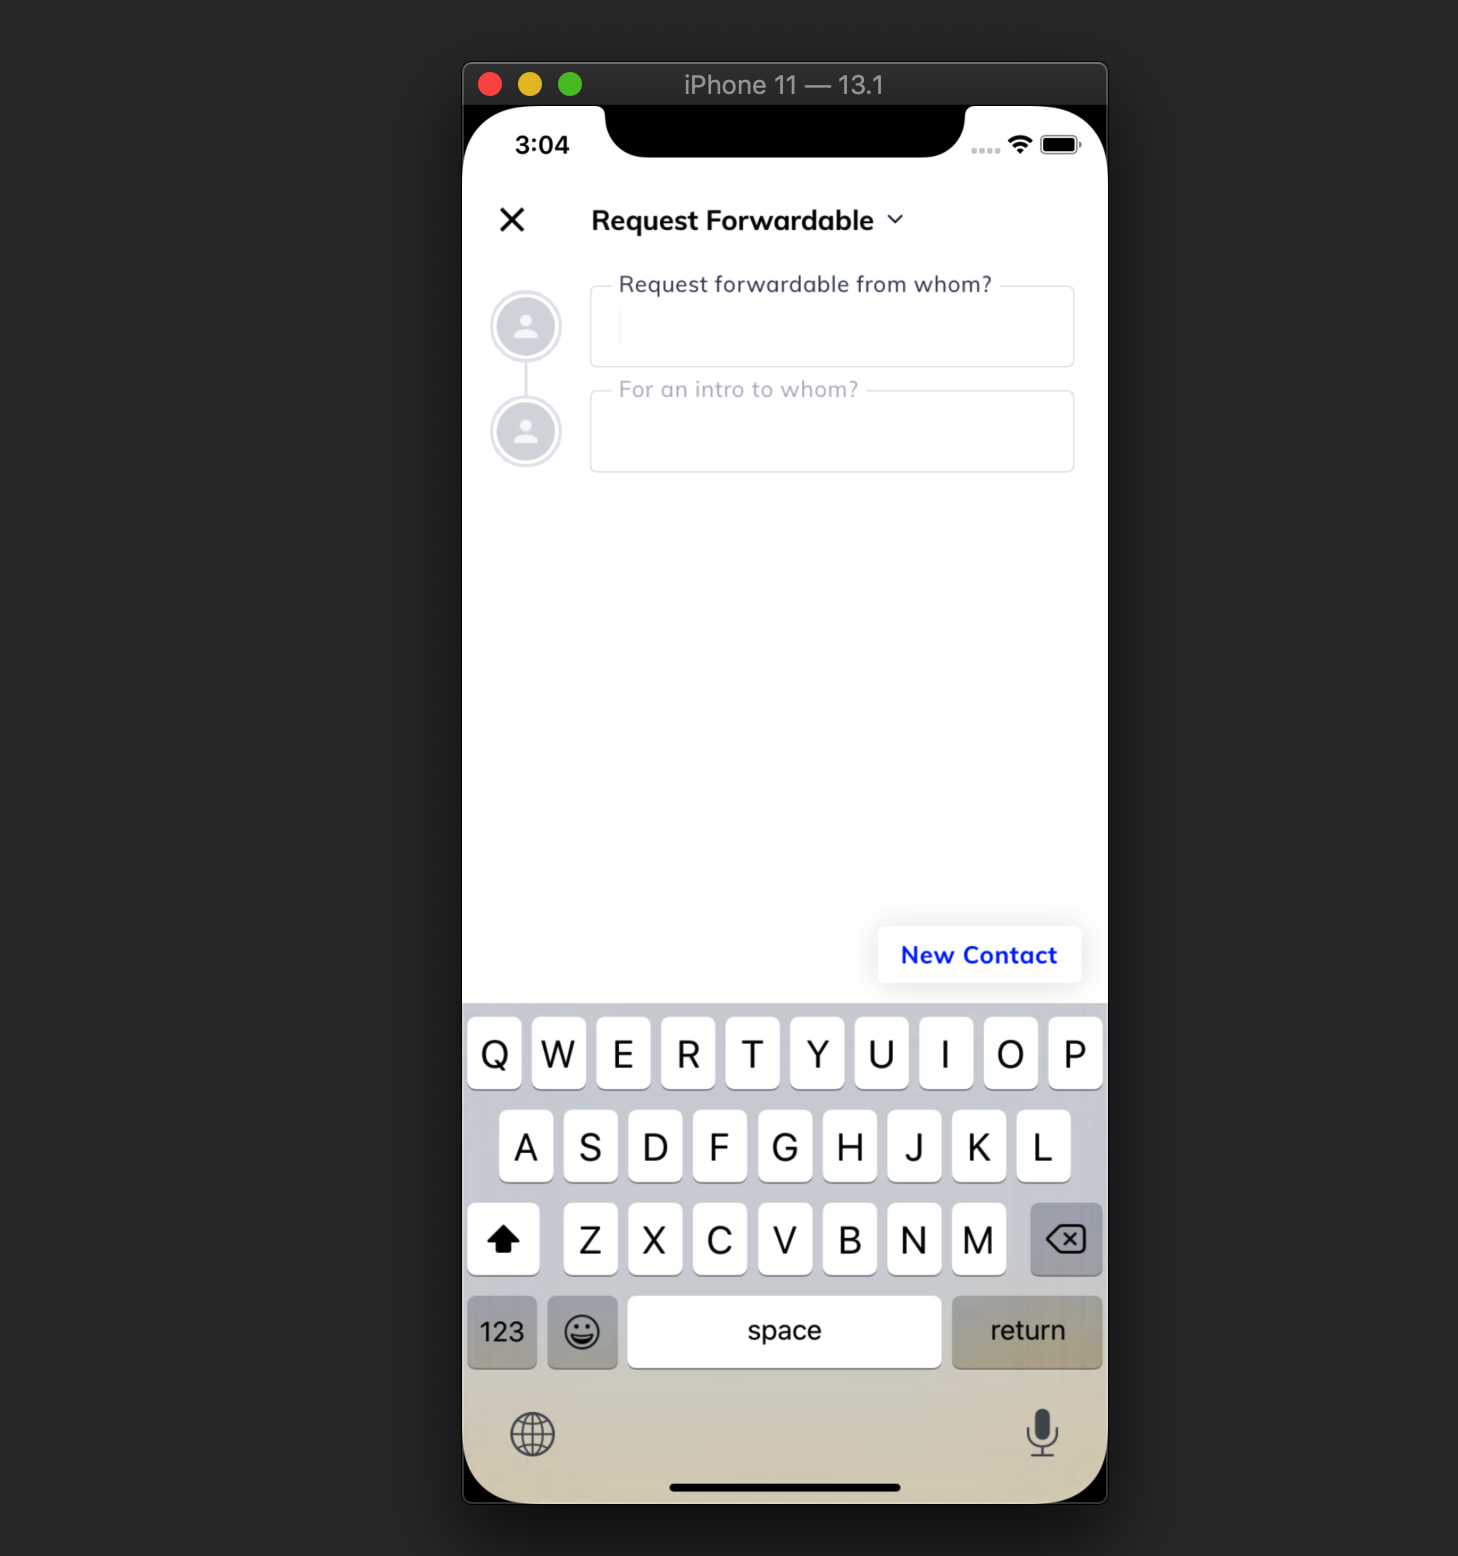 iPhone 11 — 13.1
3:04
Request Forwardable
Request forwardable from whom?
For an intro to whom?
New Contact
Q W E R T Y U I O P
A S D F G H J K L
Z X C V B N M
123 space return